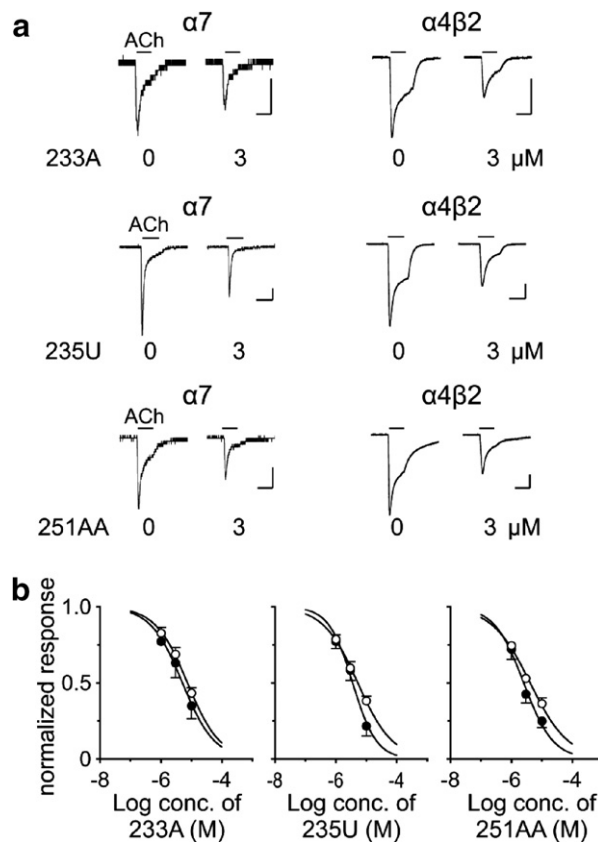 a
α7 α4β2
ACh
233A 0 3 0 3 µM
α7 α4β2
ACh
235U 0 3 0 3 µM
α7 α4β2
ACh
251AA 0 3 0 3 µM
b
normalized response
1.0
0.5
0
-8 -6 -4 -8 -6 -4 -8 -6 -4
Log conc. of Log conc. of Log conc. of
233A (M) 235U (M) 251AA (M)